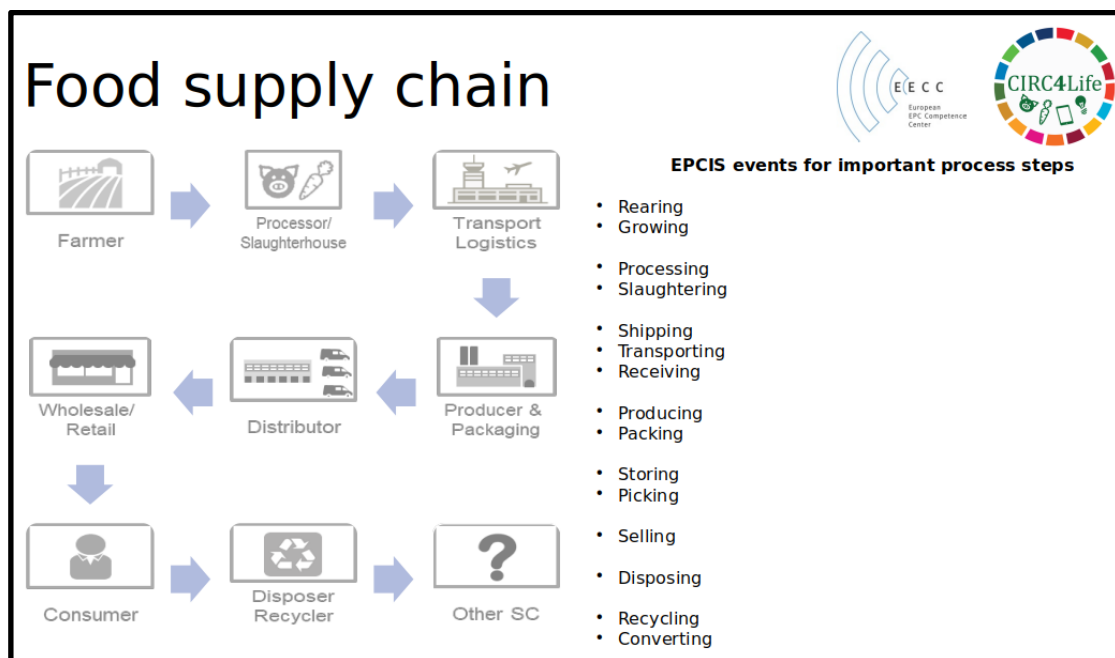 Food supply chain
EECC
European
EPC Competence
Center
CIRC4Life
Farmer
Processor/
Slaughterhouse
Transport
Logistics
Wholesale/
Retail
Distributor
Producer &
Packaging
Consumer
Disposer
Recycler
Other SC
EPCIS events for important process steps
• Rearing
• Growing
• Processing
• Slaughtering
• Shipping
• Transporting
• Receiving
• Producing
• Packing
• Storing
• Picking
• Selling
• Disposing
• Recycling
• Converting